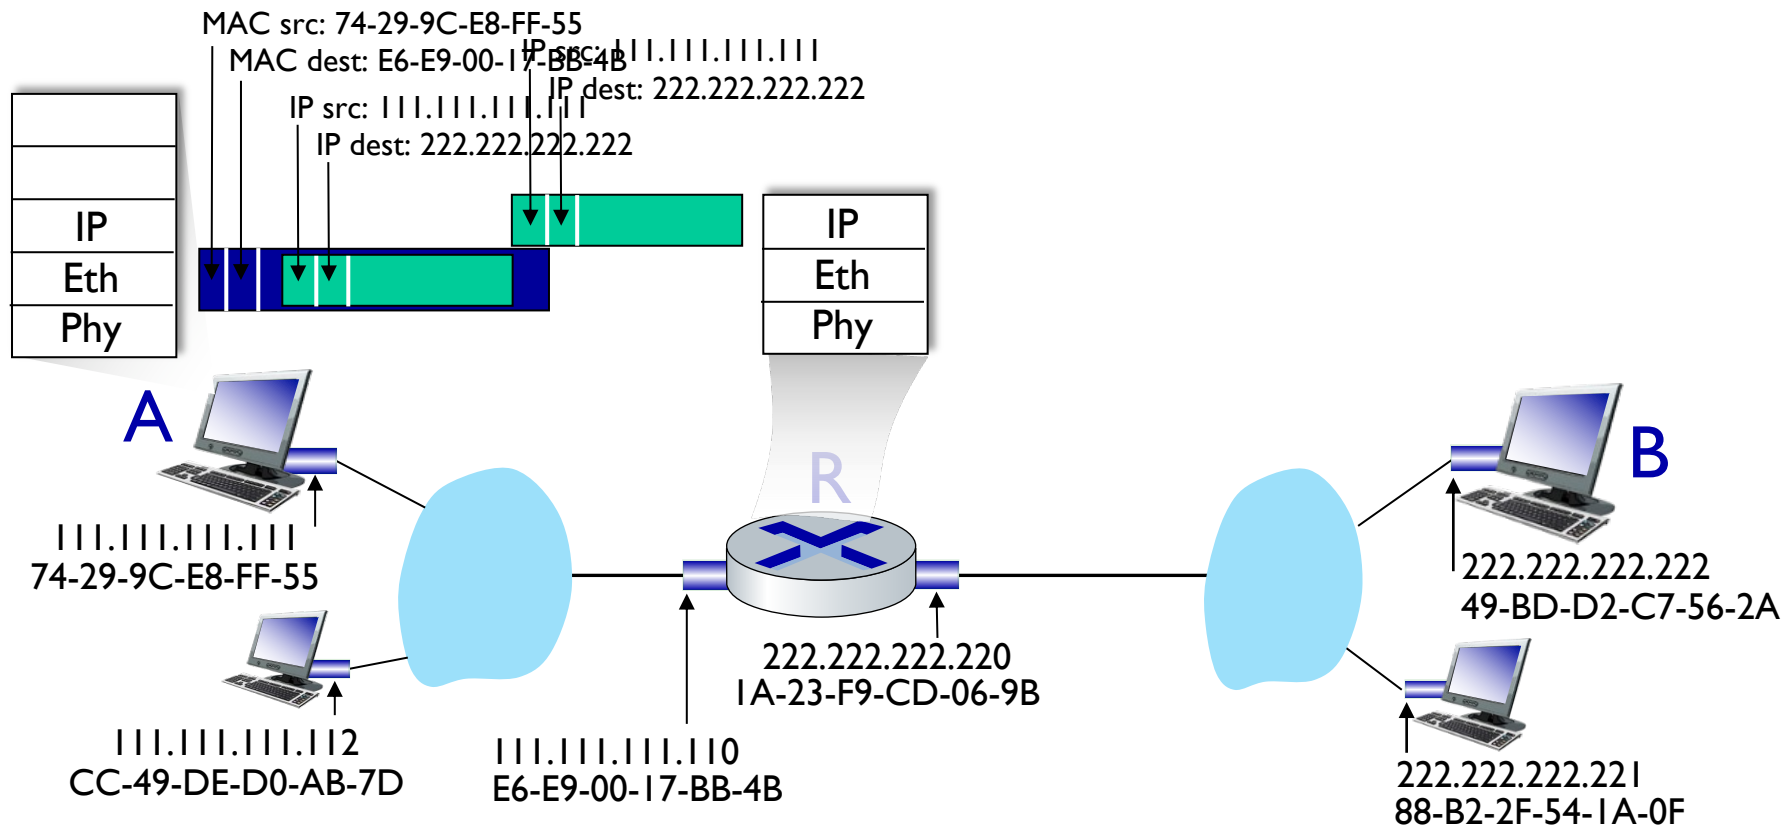 MAC src: 74-29-9C-E8-FF-55
MAC dest: E6-E9-00-17-BB-4B
IP src: 111.111.111.111
IP dest: 222.222.222.222
IP src: 111.111.111.111
IP dest: 222.222.222.222
IP
Eth
Phy
IP
Eth
Phy
A
R
B
111.111.111.111
74-29-9C-E8-FF-55
111.111.111.112
CC-49-DE-D0-AB-7D
111.111.111.110
E6-E9-00-17-BB-4B
222.222.222.220
1A-23-F9-CD-06-9B
222.222.222.222
49-BD-D2-C7-56-2A
222.222.222.221
88-B2-2F-54-1A-0F